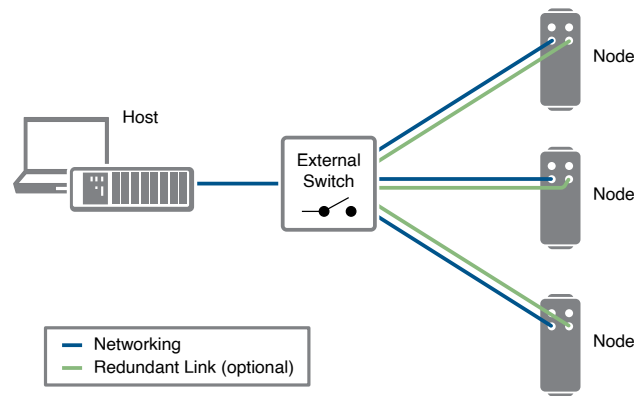 Host
External
Switch
Node
Node
Node
Networking
Redundant Link (optional)